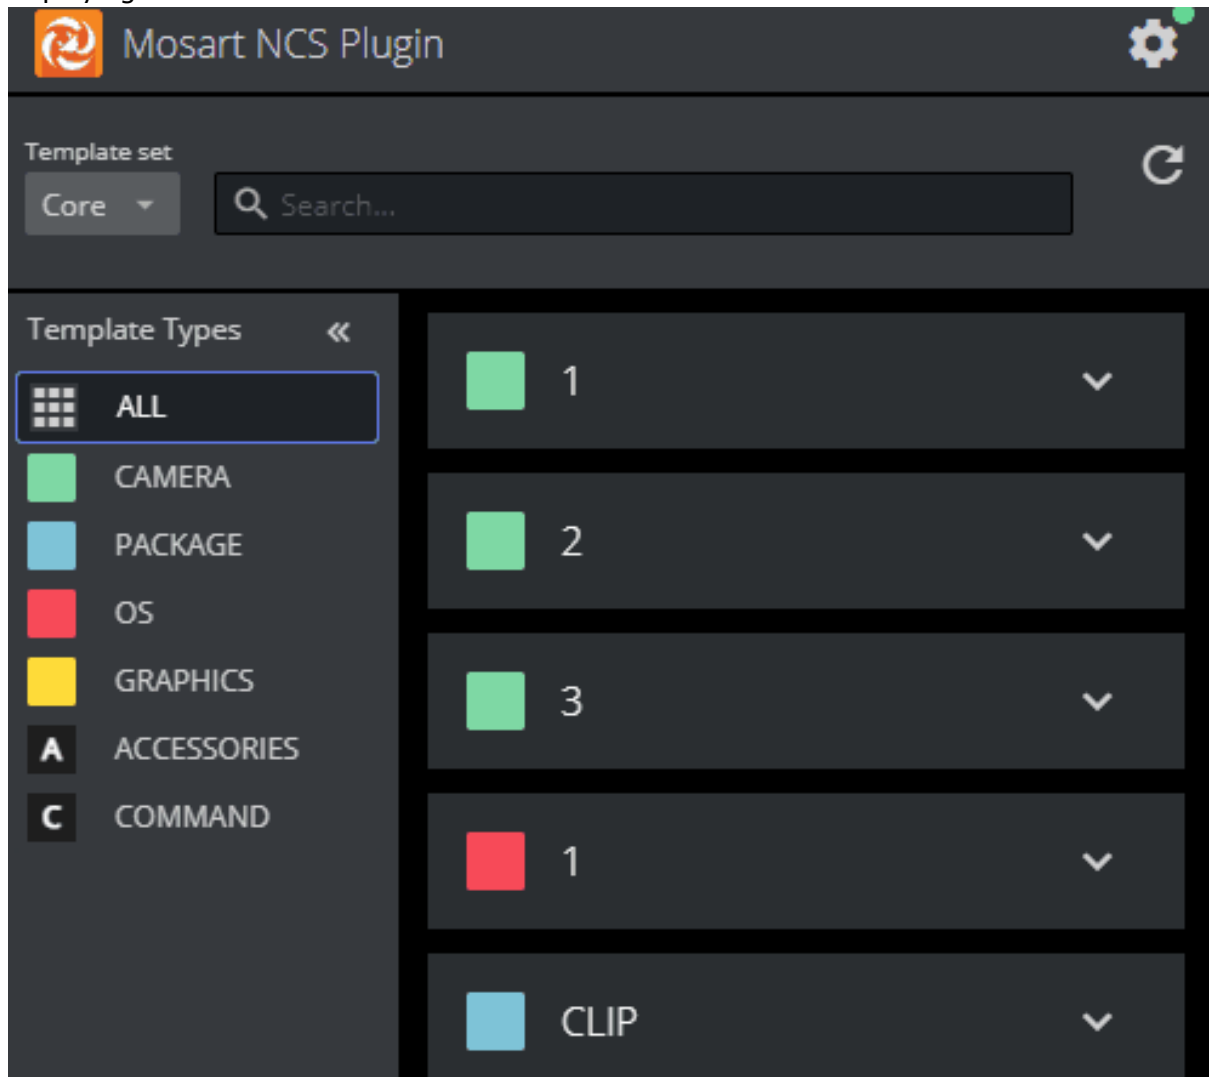 Mosart NCS Plugin
Template set
Core
Search...
Template Types «
ALL
CAMERA
PACKAGE
OS
GRAPHICS
A ACCESSORIES
C COMMAND
1
2
3
1
CLIP